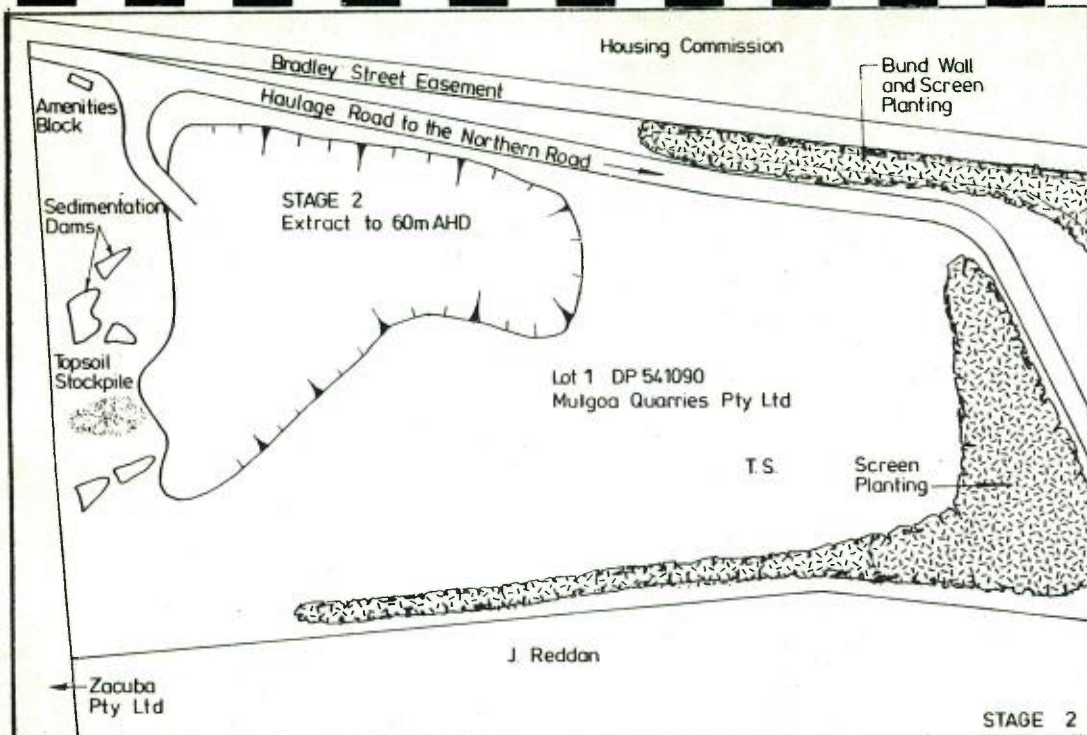 Housing Commission
Bradley Street Easement
Bund Wall
and Screen
Planting
Amenities
Block
Haulage Road to the Northern Road
STAGE 2
Extract to 60m AHD
Sedimentation
Dams
Topsoil
Stockpile
Lot 1 DP 541090
Mulgoa Quarries Pty Ltd
T.S.
Screen
Planting
J. Reddan
Zacuba
Pty Ltd
STAGE 2